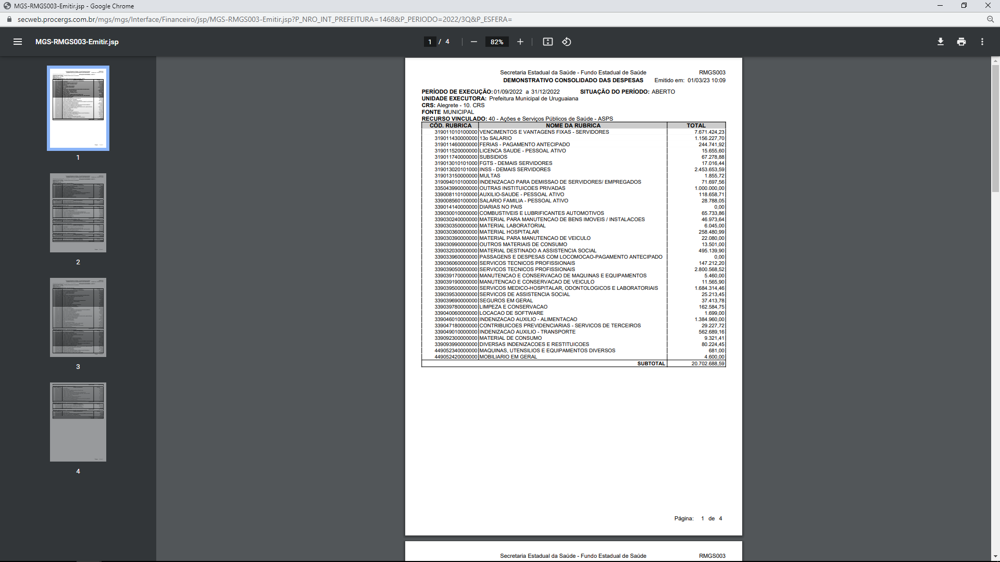 MGS-RMGS003-Emitir.jsp - Google Chrome
secweb.procergs.com.br/mgs/mgs/Interface/Financeiro/jsp/MGS-RMGS003-Emitir.jsp?P_NRO_INT_PREFEITURA=1468&P_PERIODO=2022/3Q&P_ESFERA=
MGS-RMGS003-Emitir.jsp 1 / 4 82%
1
2
3
4
Secretaria Estadual da Saúde - Fundo Estadual de Saúde RMGS003
DEMONSTRATIVO CONSOLIDADO DAS DESPESAS Emitido em: 01/03/23 10:09
PERÍODO DE EXECUÇÃO: 01/09/2022 a 31/12/2022 SITUAÇÃO DO PERÍODO: ABERTO
UNIDADE EXECUTORA: Prefeitura Municipal de Uruguaiana
CRS: Alegrete - 10. CRS
FONTE MUNICIPAL
RECURSO VINCULADO: 40 - Ações e Serviços Públicos de Saúde - ASPS
CÓD. RUBRICA NOME DA RUBRICA TOTAL
319011010100000 VENCIMENTOS E VANTAGENS FIXAS - SERVIDORES 7.671.424,23
319011430000000 13o SALARIO 1.156.227,70
319011460000000 FERIAS - PAGAMENTO ANTECIPADO 244.741,92
319011520000000 LICENCA SAUDE - PESSOAL ATIVO 15.655,60
319011740000000 SUBSIDIOS 67.278,88
319013010101000 FGTS - DEMAIS SERVIDORES 17.016,44
319013020101000 INSS - DEMAIS SERVIDORES 2.453.653,59
319013150000000 MULTAS 1.855,72
319094010100000 INDENIZACAO PARA DEMISSAO DE SERVIDORES/ EMPREGADOS 71.697,56
335043990000000 OUTRAS INSTITUICOES PRIVADAS 1.000.000,00
339008110100000 AUXILIO-SAUDE - PESSOAL ATIVO 118.658,71
339008560100000 SALARIO FAMILIA - PESSOAL ATIVO 28.788,05
339014140000000 DIARIAS NO PAIS 0,00
339030010000000 COMBUSTIVEIS E LUBRIFICANTES AUTOMOTIVOS 65.733,86
339030240000000 MATERIAL PARA MANUTENCAO DE BENS IMOVEIS / INSTALACOES 46.973,64
339030350000000 MATERIAL LABORATORIAL 6.045,00
339030360000000 MATERIAL HOSPITALAR 258.480,99
339030390000000 MATERIAL PARA MANUTENCAO DE VEICULO 22.080,00
339030990000000 OUTROS MATERIAIS DE CONSUMO 13.501,00
339032030000000 MATERIAL DESTINADO A ASSISTENCIA SOCIAL 495.139,90
339033960000000 PASSAGENS E DESPESAS COM LOCOMOCAO-PAGAMENTO ANTECIPADO 0,00
339036060000000 SERVICOS TECNICOS PROFISSIONAIS 147.212,20
339039050000000 SERVICOS TECNICOS PROFISSIONAIS 2.800.568,52
339039170000000 MANUTENCAO E CONSERVACAO DE MAQUINAS E EQUIPAMENTOS 5.460,00
339039190000000 MANUTENCAO E CONSERVACAO DE VEICULO 11.565,90
339039500000000 SERVICOS MEDICO-HOSPITALAR, ODONTOLOGICOS E LABORATORIAIS 1.684.314,46
339039530000000 SERVICOS DE ASSISTENCIA SOCIAL 25.213,45
339039690000000 SEGUROS EM GERAL 37.413,78
339039780000000 LIMPEZA E CONSERVACAO 162.584,75
339040060000000 LOCACAO DE SOFTWARE 1.699,00
339046010000000 INDENIZACAO AUXILIO - ALIMENTACAO 1.384.960,00
339047180000000 CONTRIBUICOES PREVIDENCIARIAS - SERVICOS DE TERCEIROS 29.227,72
339049010000000 INDENIZACAO AUXILIO - TRANSPORTE 562.689,16
339092300000000 MATERIAL DE CONSUMO 9.321,41
339093990000000 DIVERSAS INDENIZACOES E RESTITUICOES 80.224,45
449052340000000 MAQUINAS, UTENSILIOS E EQUIPAMENTOS DIVERSOS 681,00
449052420000000 MOBILIARIO EM GERAL 4.600,00
SUBTOTAL 20.702.688,59
Página: 1 de 4
Secretaria Estadual da Saúde - Fundo Estadual de Saúde RMGS003